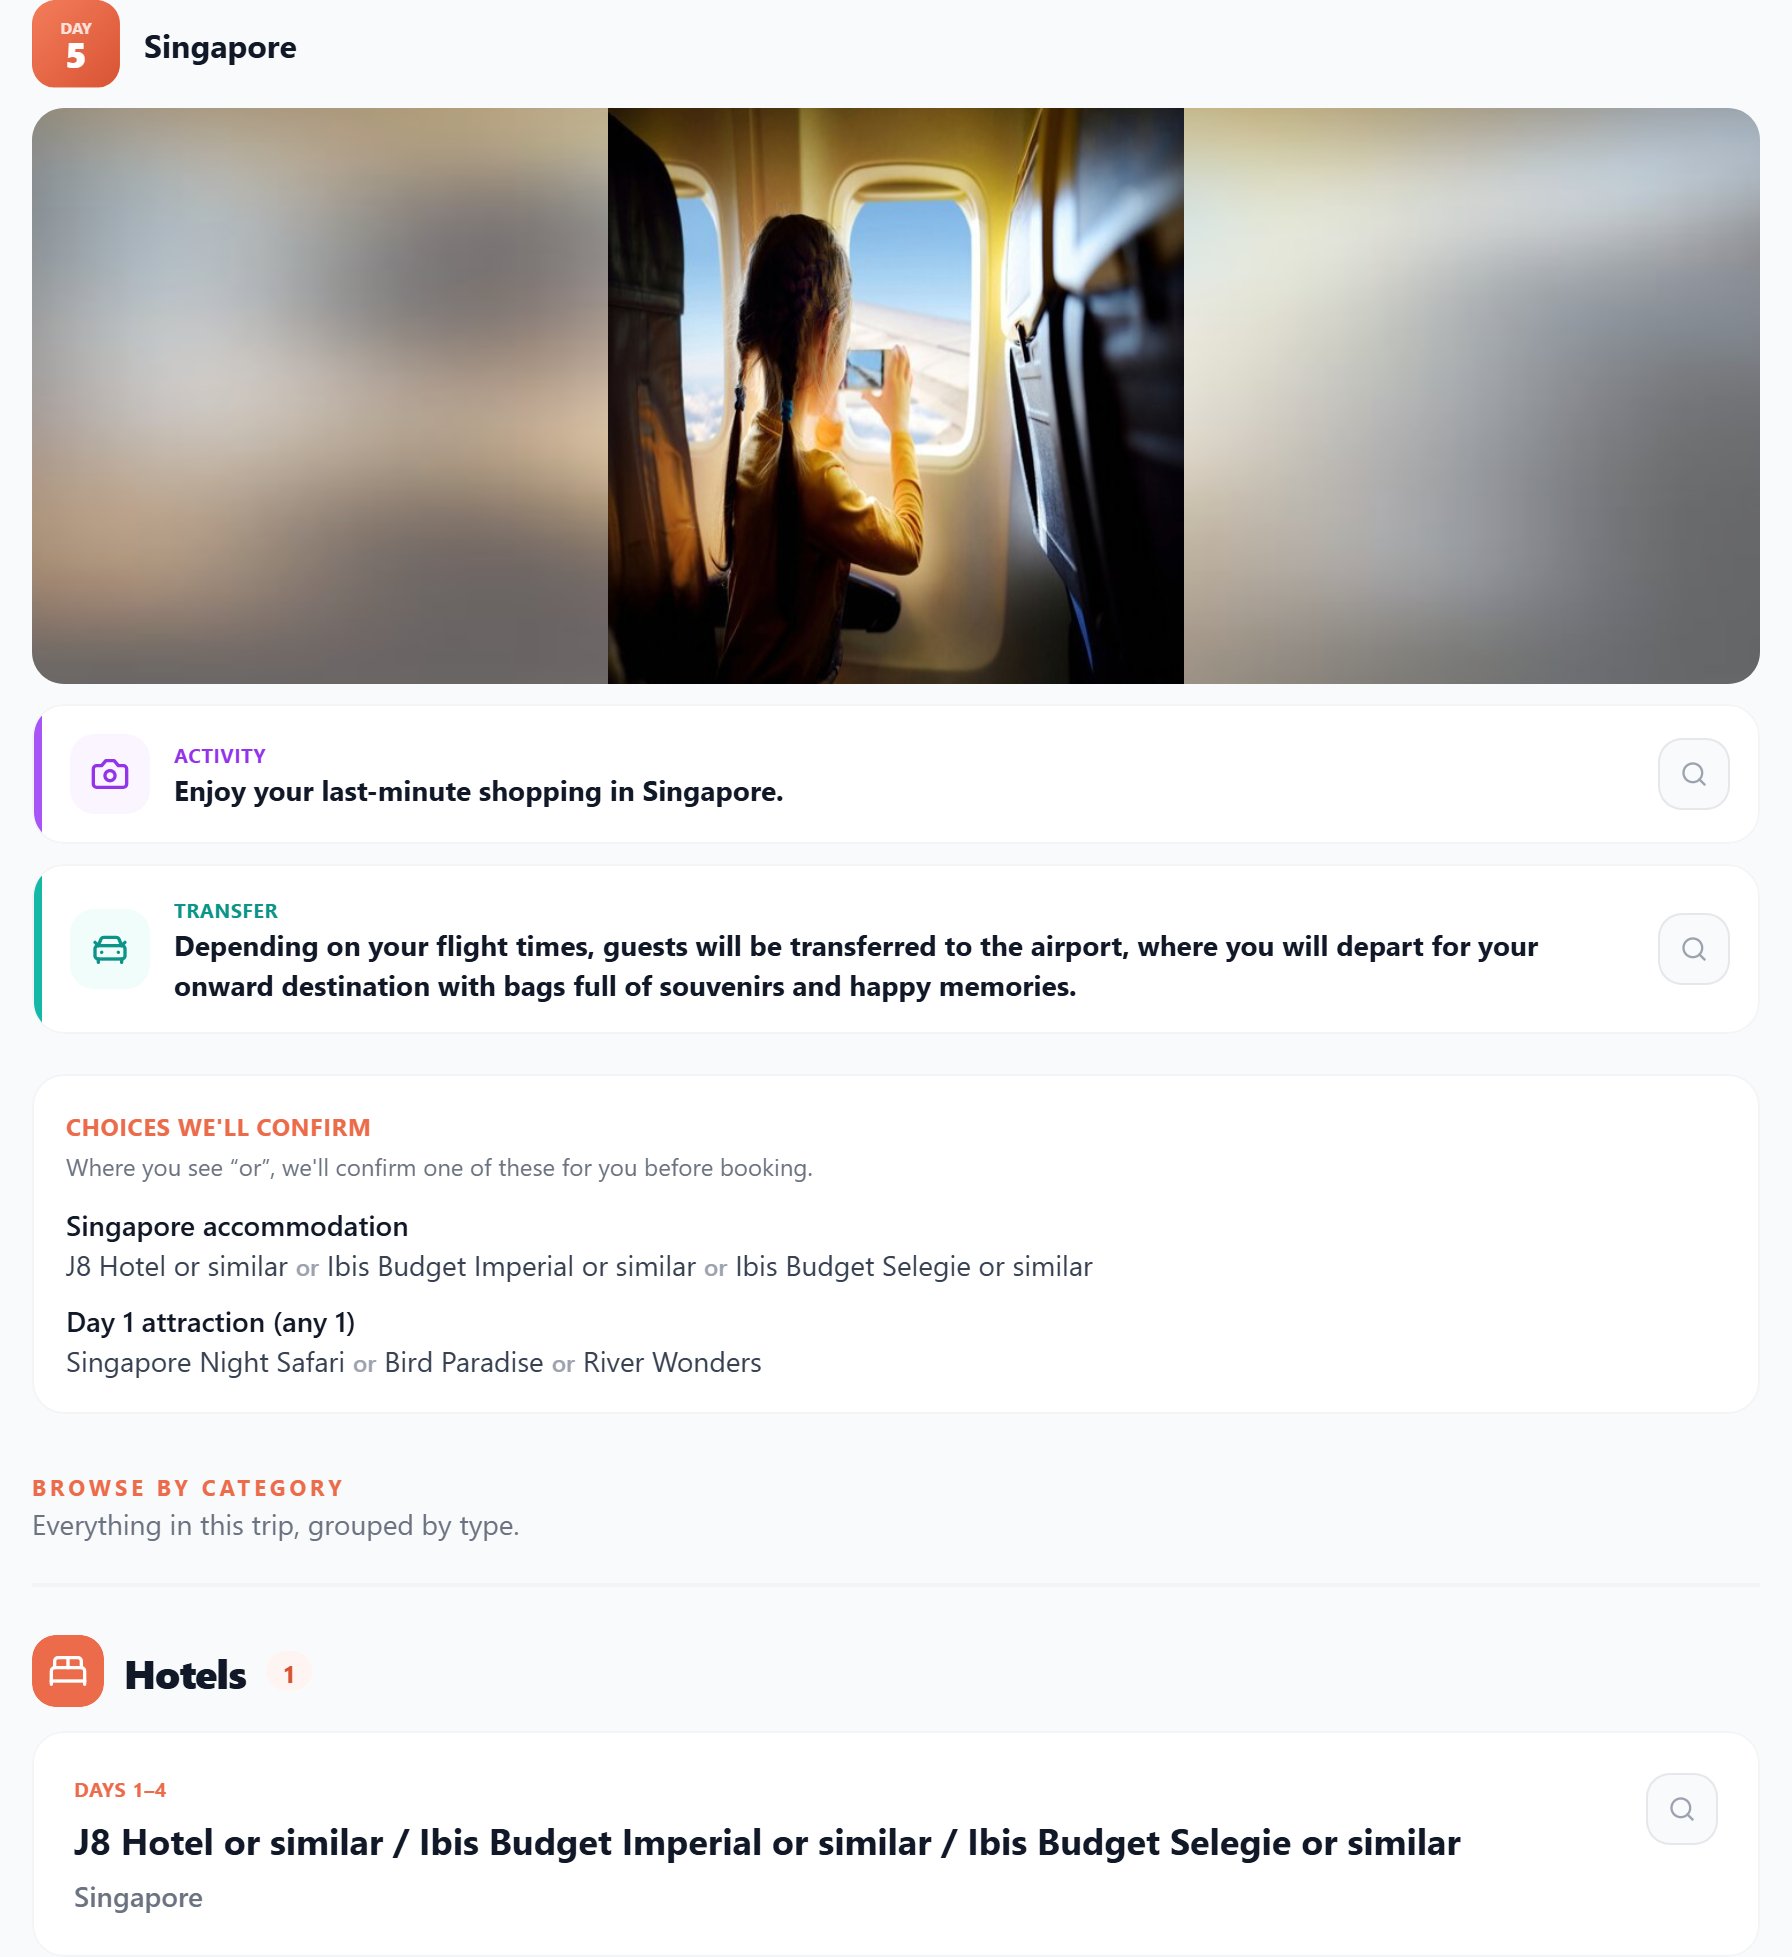 DAY
5
Singapore
ACTIVITY
Enjoy your last-minute shopping in Singapore.
TRANSFER
Depending on your flight times, guests will be transferred to the airport, where you will depart for your
onward destination with bags full of souvenirs and happy memories.
CHOICES WE'LL CONFIRM
Where you see “or”, we'll confirm one of these for you before booking.
Singapore accommodation
J8 Hotel or similar or Ibis Budget Imperial or similar or Ibis Budget Selegie or similar
Day 1 attraction (any 1)
Singapore Night Safari or Bird Paradise or River Wonders
BROWSE BY CATEGORY
Everything in this trip, grouped by type.
Hotels 1
DAYS 1–4
J8 Hotel or similar / Ibis Budget Imperial or similar / Ibis Budget Selegie or similar
Singapore